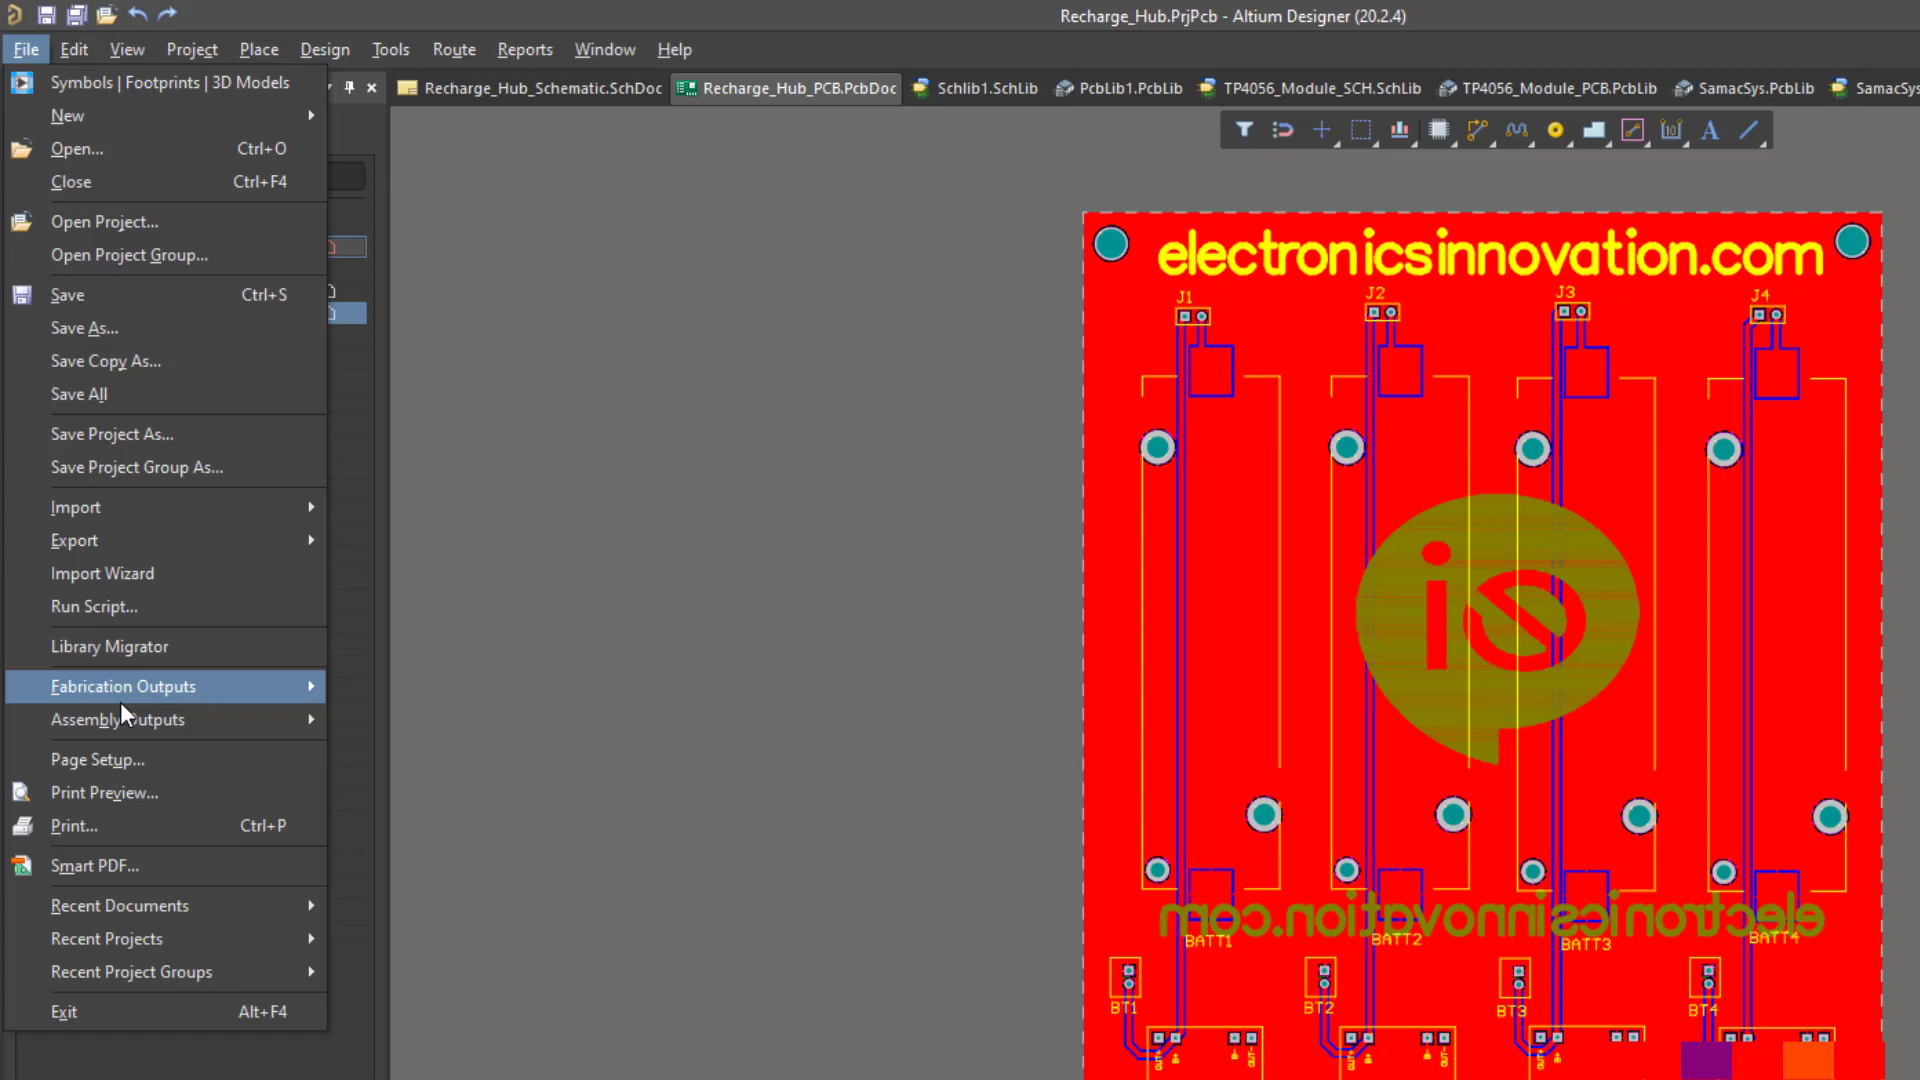 Recharge_Hub.PrjPcb - Altium Designer (20.2.4)
File Edit View Project Place Design Tools Route Reports Window Help
Recharge_Hub_Schematic.SchDoc Recharge_Hub_PCB.PcbDoc Schlib1.SchLib PcbLib1.PcbLib TP4056_Module_SCH.SchLib TP4056_Module_PCB.PcbLib SamacSys.PcbLib SamacSys
Symbols | Footprints | 3D Models
New
Open... Ctrl+O
Close Ctrl+F4
Open Project...
Open Project Group...
Save Ctrl+S
Save As...
Save Copy As...
Save All
Save Project As...
Save Project Group As...
Import
Export
Import Wizard
Run Script...
Library Migrator
Fabrication Outputs
Assembly Outputs
Page Setup...
Print Preview...
Print... Ctrl+P
Smart PDF...
Recent Documents
Recent Projects
Recent Project Groups
Exit Alt+F4
electronicsinnovation.com
J1 J2 J3 J4
electronicsinnovation.com
BATT1 BATT2 BATT3 BATT4
BT1 BT2 BT3 BT4